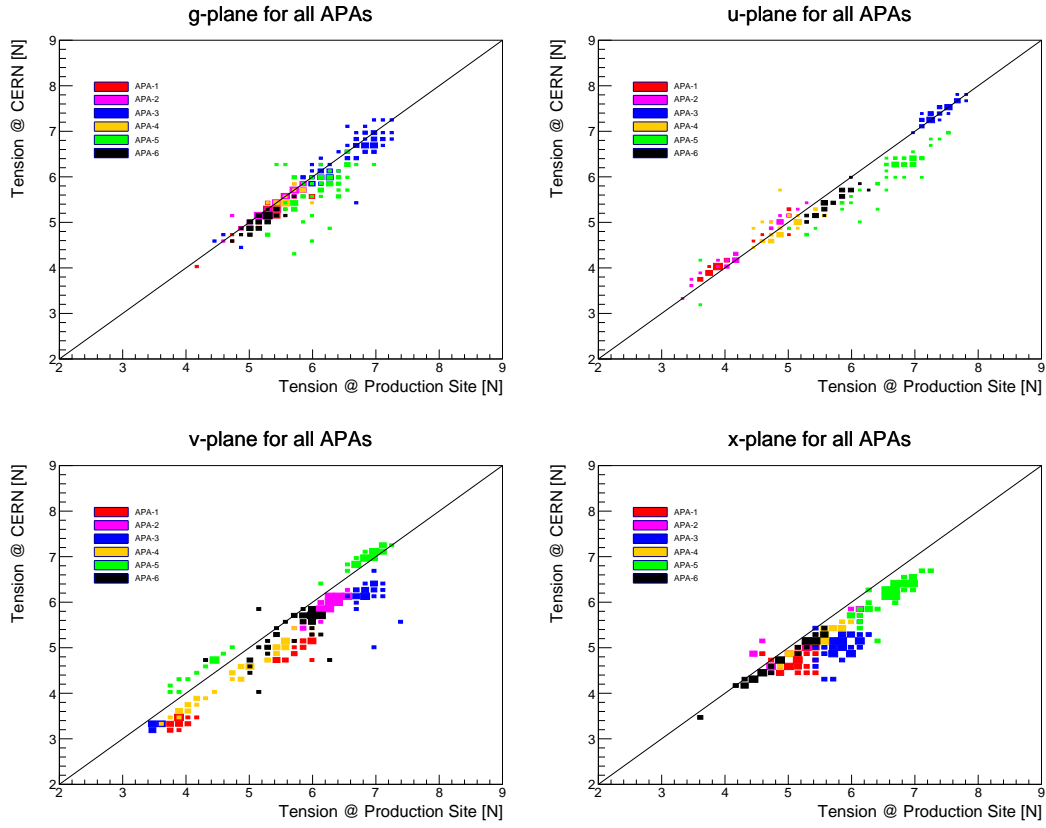 g-plane for all APAs
Tension @ CERN [N]
9
8
7
6
5
4
3
2
APA-1
APA-2
APA-3
APA-4
APA-5
APA-6
2 3 4 5 6 7 8 9
Tension @ Production Site [N]
u-plane for all APAs
Tension @ CERN [N]
9
8
7
6
5
4
3
2
APA-1
APA-2
APA-3
APA-4
APA-5
APA-6
2 3 4 5 6 7 8 9
Tension @ Production Site [N]
v-plane for all APAs
Tension @ CERN [N]
9
8
7
6
5
4
3
2
APA-1
APA-2
APA-3
APA-4
APA-5
APA-6
2 3 4 5 6 7 8 9
Tension @ Production Site [N]
x-plane for all APAs
Tension @ CERN [N]
9
8
7
6
5
4
3
2
APA-1
APA-2
APA-3
APA-4
APA-5
APA-6
2 3 4 5 6 7 8 9
Tension @ Production Site [N]